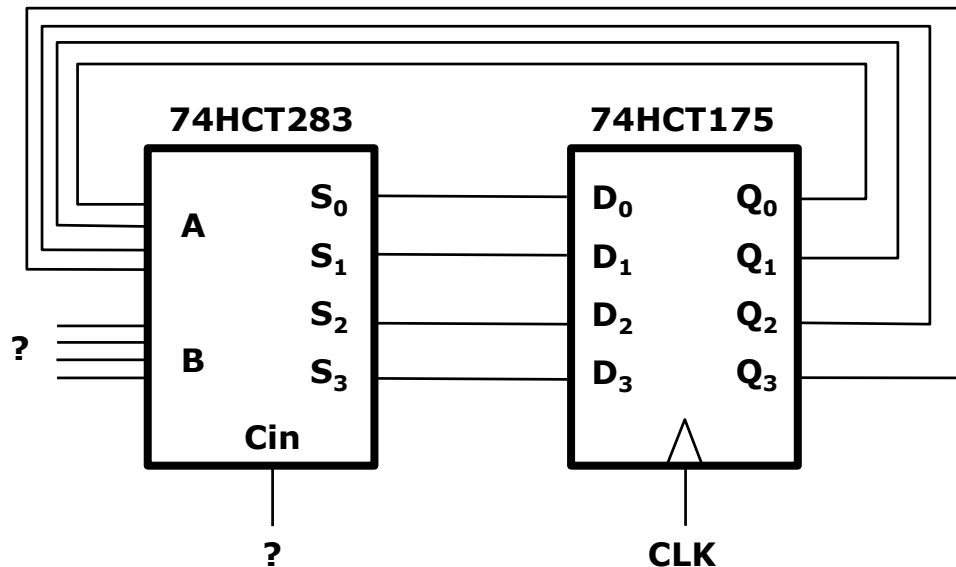 74HCT283 74HCT175
A S₀ D₀ Q₀
S₁ D₁ Q₁
S₂ D₂ Q₂
? B S₃ D₃ Q₃
Cin
? CLK